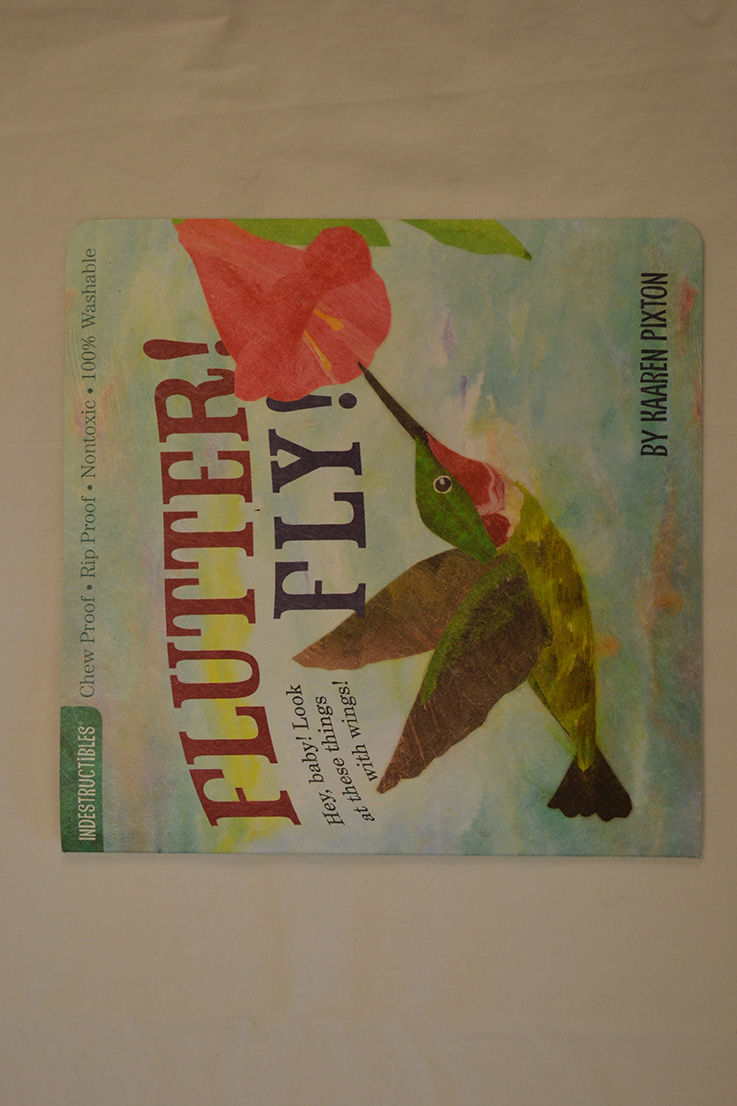 INDESTRUCTIBLES®
Chew Proof • Rip Proof • Nontoxic • 100% Washable
FLUTTER!
FLY!
Hey, baby! Look
at these things
with wings!
BY KAAREN PIXTON